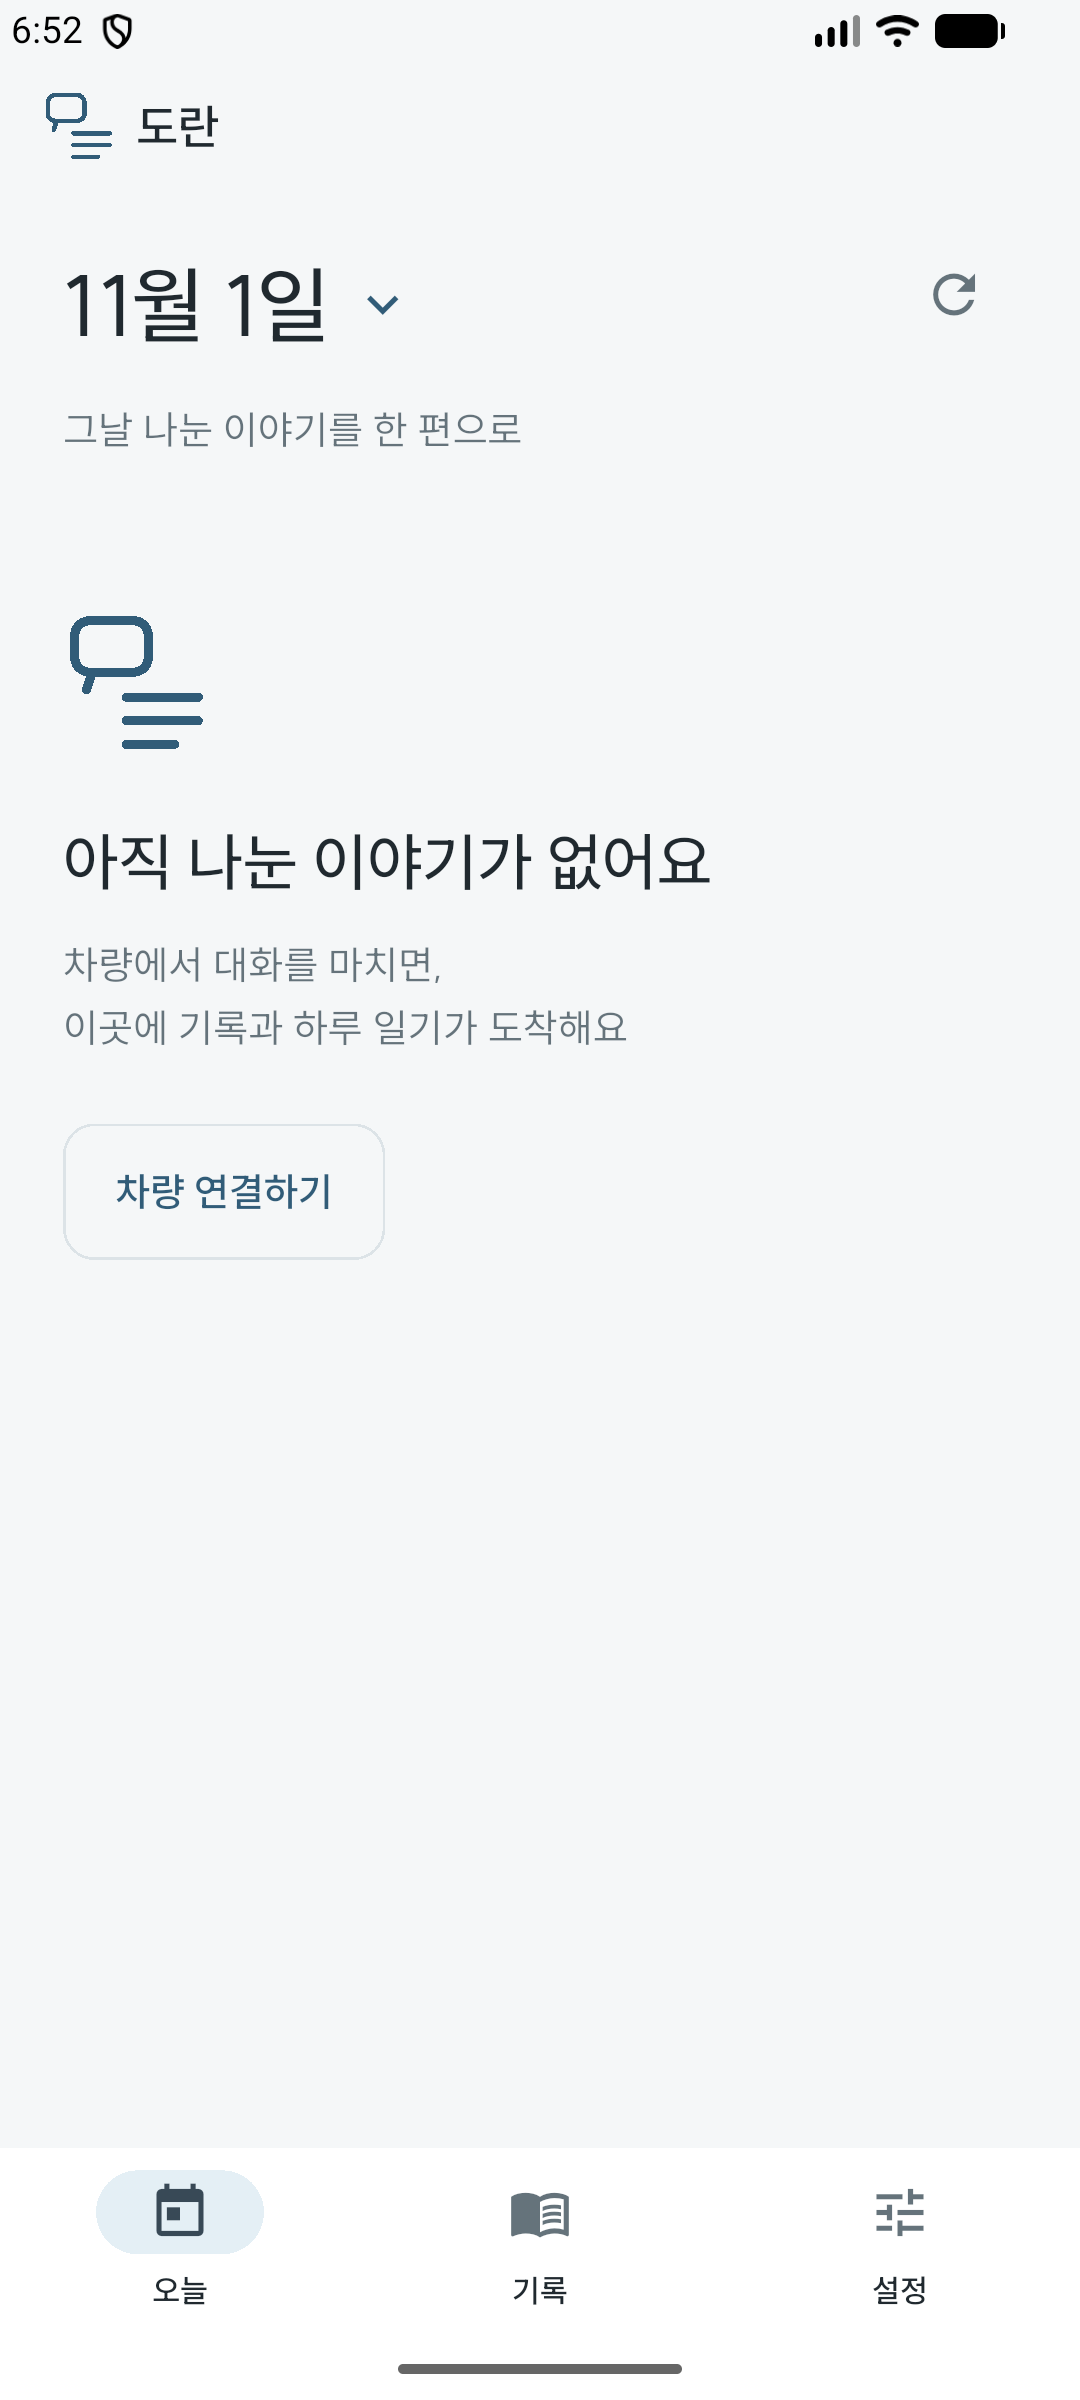 6:52
도란
11월 1일
그날 나눈 이야기를 한 편으로
아직 나눈 이야기가 없어요
차량에서 대화를 마치면,
이곳에 기록과 하루 일기가 도착해요
차량 연결하기
오늘
기록
설정